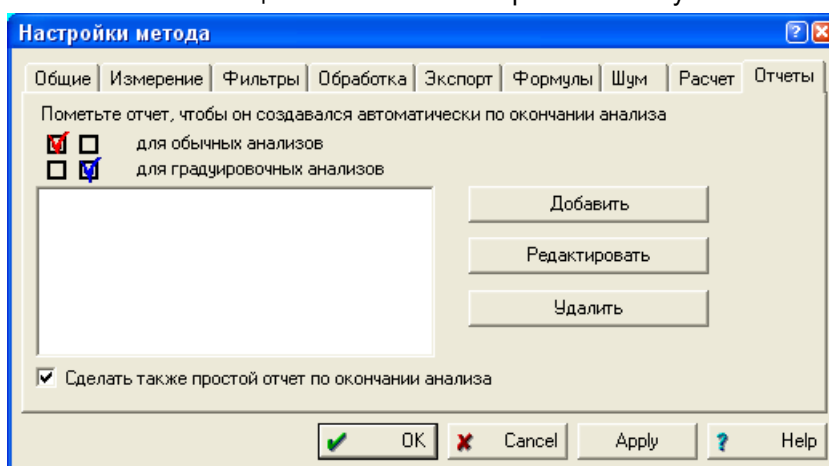 Настройки метода
Общие Измерение Фильтры Обработка Экспорт Формулы Шум Расчет Отчеты
Пометьте отчет, чтобы он создавался автоматически по окончании анализа
для обычных анализов
для градуировочных анализов
Добавить
Редактировать
Удалить
Сделать также простой отчет по окончании анализа
OK Cancel Apply ? Help